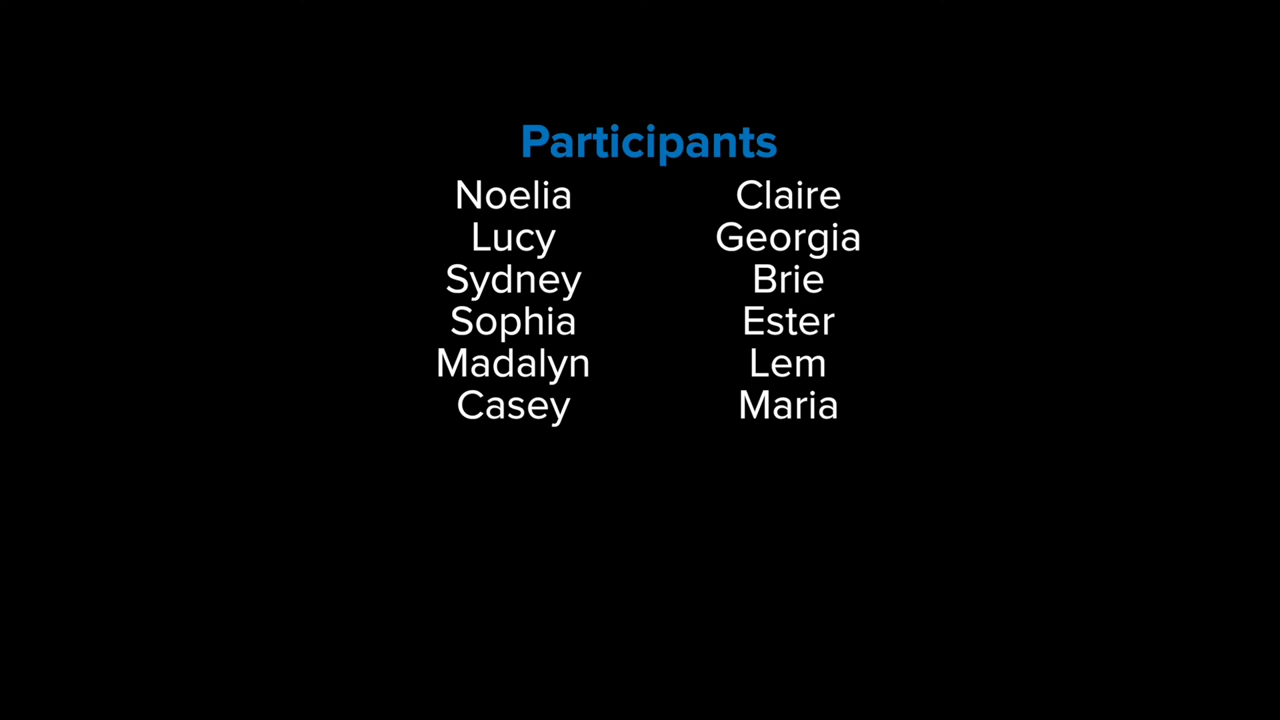 Participants
Noelia
Lucy
Sydney
Sophia
Madalyn
Casey
Claire
Georgia
Brie
Ester
Lem
Maria